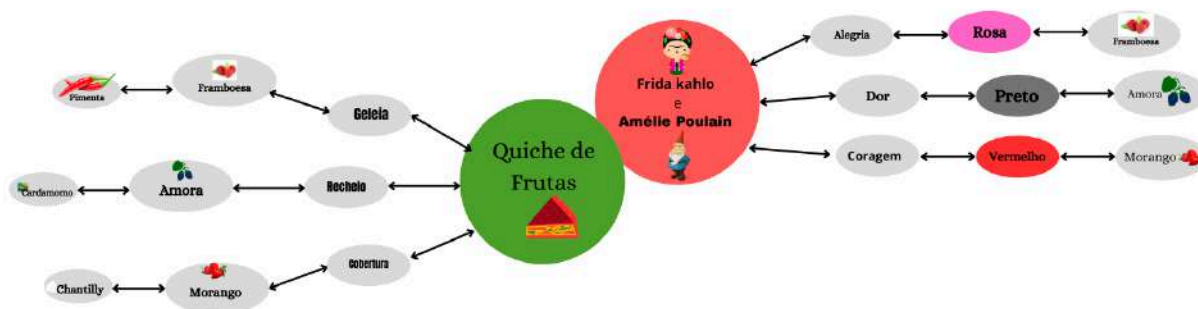 Pimenta
Framboesa
Geleia
Cardamomo
Amora
Recheio
Chantilly
Morango
Cobertura
Quiche de
Frutas
Frida kahlo
e
Amélie Poulain
Alegria
Rosa
Framboesa
Dor
Preto
Amora
Coragem
Vermelho
Morango